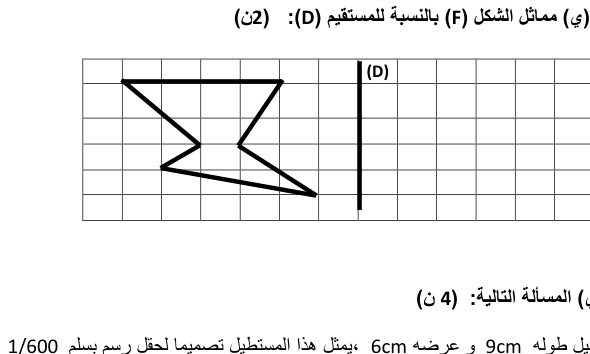 ي) مماثل الشكل (F) بالنسبة للمستقيم (D): (2ن)
(D)
) المسألة التالية: (4 ن)
يل طوله 9cm و عرضه 6cm ،يمثل هذا المستطيل تصميما لحقل رسم بسلم 1/600